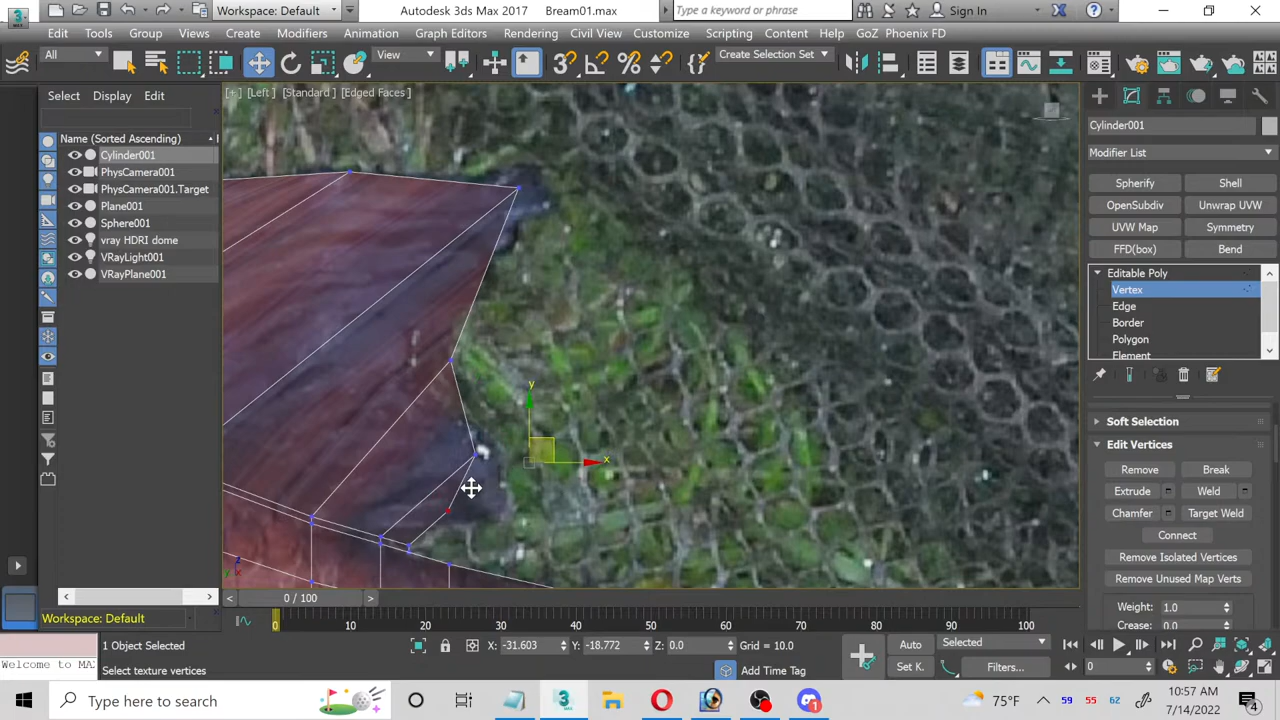 Workspace: Default
Autodesk 3ds Max 2017
Bream01.max
Type a keyword or phrase
Sign In
Edit
Tools
Group
Views
Create
Modifiers
Animation
Graph Editors
Rendering
Civil View
Customize
Scripting
Content
Help
GoZ
Phoenix FD
All
View
Create Selection Set
Select
Display
Edit
[+] [Left] [Standard] [Edged Faces]
Name (Sorted Ascending)
Cylinder001
PhysCamera001
PhysCamera001.Target
Plane001
Sphere001
vray HDRI dome
VRayLight001
VRayPlane001
y
x
z
y
x
Cylinder001
Modifier List
Spherify
Shell
OpenSubdiv
Unwrap UVW
UVW Map
Symmetry
FFD(box)
Bend
Editable Poly
Vertex
Edge
Border
Polygon
Element
Soft Selection
Edit Vertices
Remove
Break
Extrude
Weld
Chamfer
Target Weld
Connect
Remove Isolated Vertices
Remove Unused Map Verts
Weight: 1.0
Crease: 0.0
Workspace: Default
< 0 / 100 >
0 10 20 30 40 50 60 70 80 90 100
1 Object Selected
X: -31.603
Y: -18.772
Z: 0.0
Grid = 10.0
Auto
Selected
Welcome to MA
Select texture vertices
Add Time Tag
Set K.
Filters...
0
Type here to search
75°F
59
55
62
10:57 AM
7/14/2022
4
1